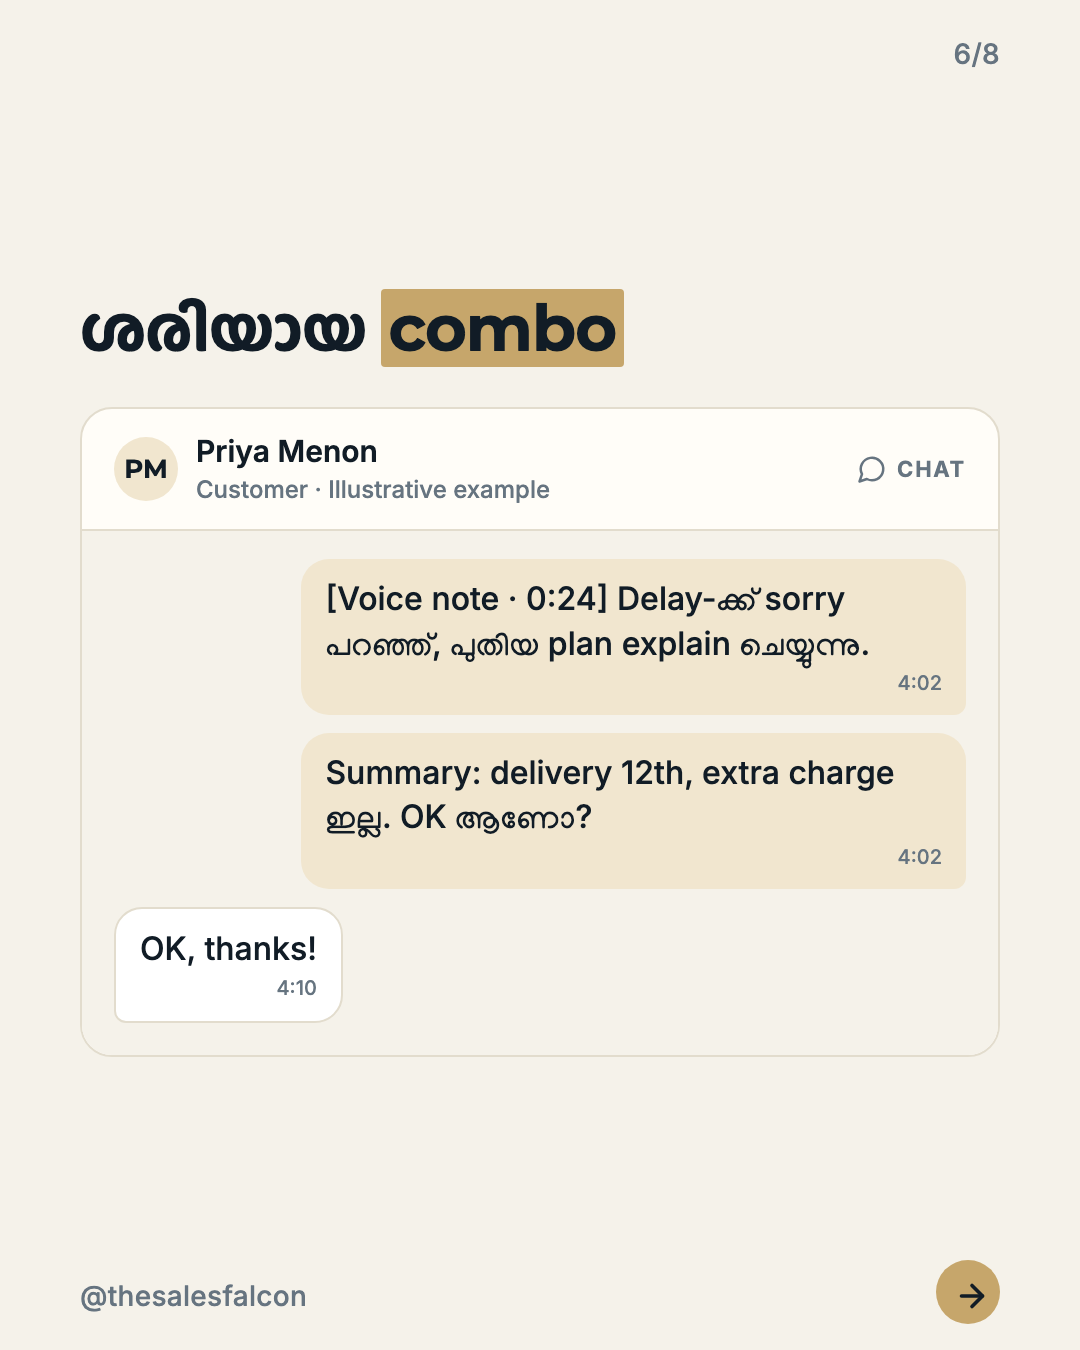 6/8
ശരിയായ combo
PM
Priya Menon
Customer · Illustrative example
CHAT
[Voice note · 0:24] Delay-ക്ക് sorry
പറഞ്ഞ്, പുതിയ plan explain ചെയ്യുന്നു.
4:02
Summary: delivery 12th, extra charge
ഇല്ല. OK ആണോ?
4:02
OK, thanks!
4:10
@thesalesfalcon